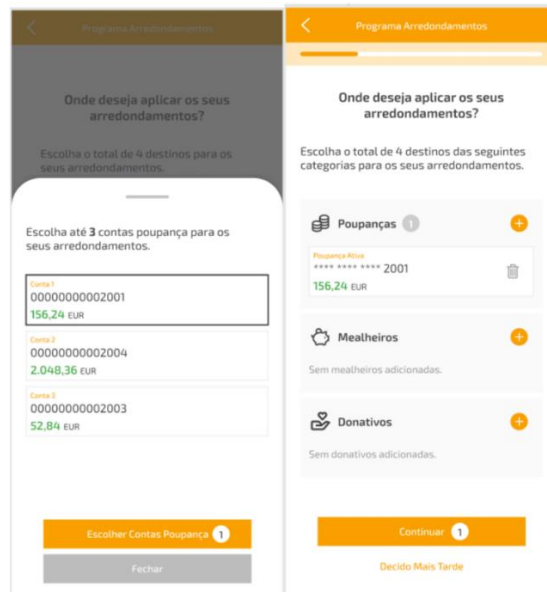 Programa Arredondamentos
Onde deseja aplicar os seus
arredondamentos?
Escolha o total de 4 destinos para os
seus arredondamentos.
Escolha até 3 contas poupança para os
seus arredondamentos.
Conta 1
00000000002001
156,24 EUR
Conta 2
00000000002004
2.048,36 EUR
Conta 3
00000000002003
52,84 EUR
Escolher Contas Poupança 1
Fechar
Programa Arredondamentos
Onde deseja aplicar os seus
arredondamentos?
Escolha o total de 4 destinos das seguintes
categorias para os seus arredondamentos.
Poupanças 1
Poupança Ativa
**** **** **** 2001
156,24 EUR
Mealheiros
Sem mealheiros adicionados.
Donativos
Sem donativos adicionados.
Continuar 1
Decido Mais Tarde